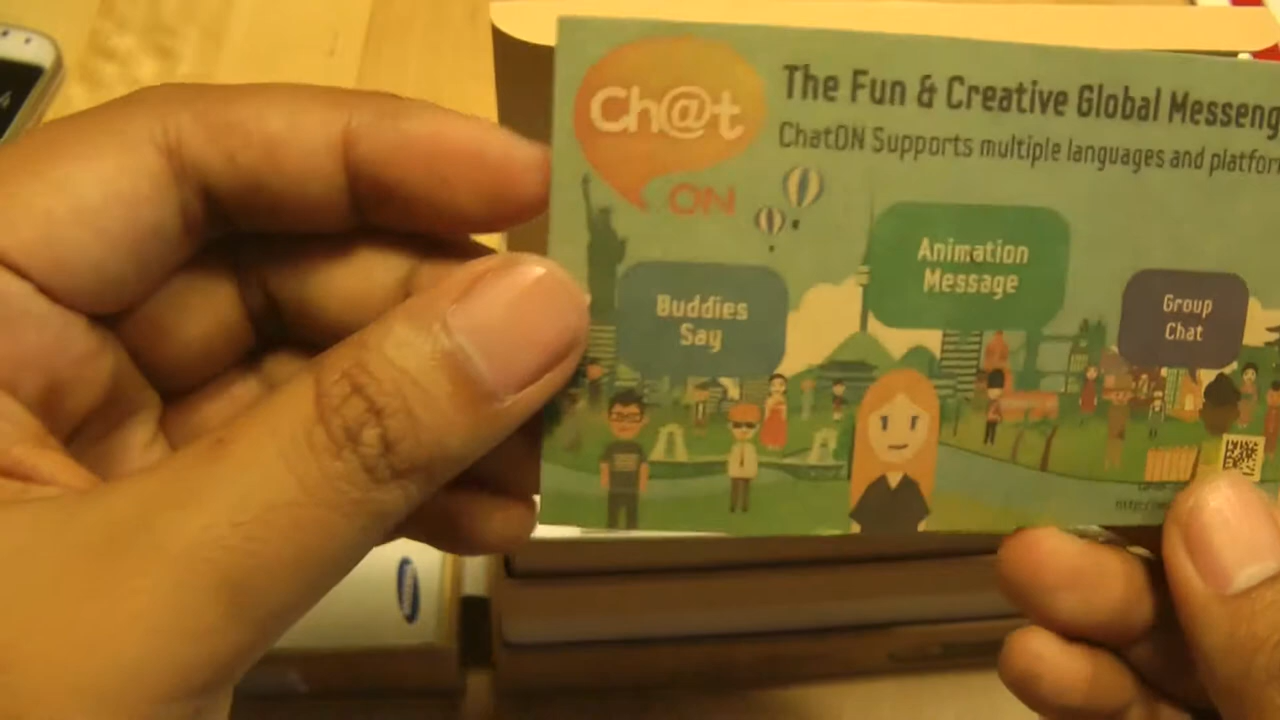 Ch@t
ON
The Fun & Creative Global Messeng
ChatON Supports multiple languages and platfor
Buddies
Say
Animation
Message
Group
Chat
4